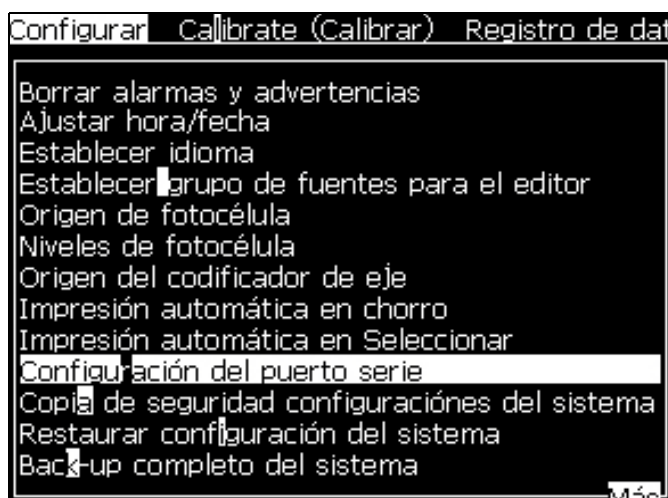 Configurar Calibrate (Calibrar) Registro de dat
Borrar alarmas y advertencias
Ajustar hora/fecha
Establecer idioma
Establecer grupo de fuentes para el editor
Origen de fotocélula
Niveles de fotocélula
Origen del codificador de eje
Impresión automática en chorro
Impresión automática en Seleccionar
Configuración del puerto serie
Copia de seguridad configuraciónes del sistema
Restaurar configuración del sistema
Back-up completo del sistema
Más